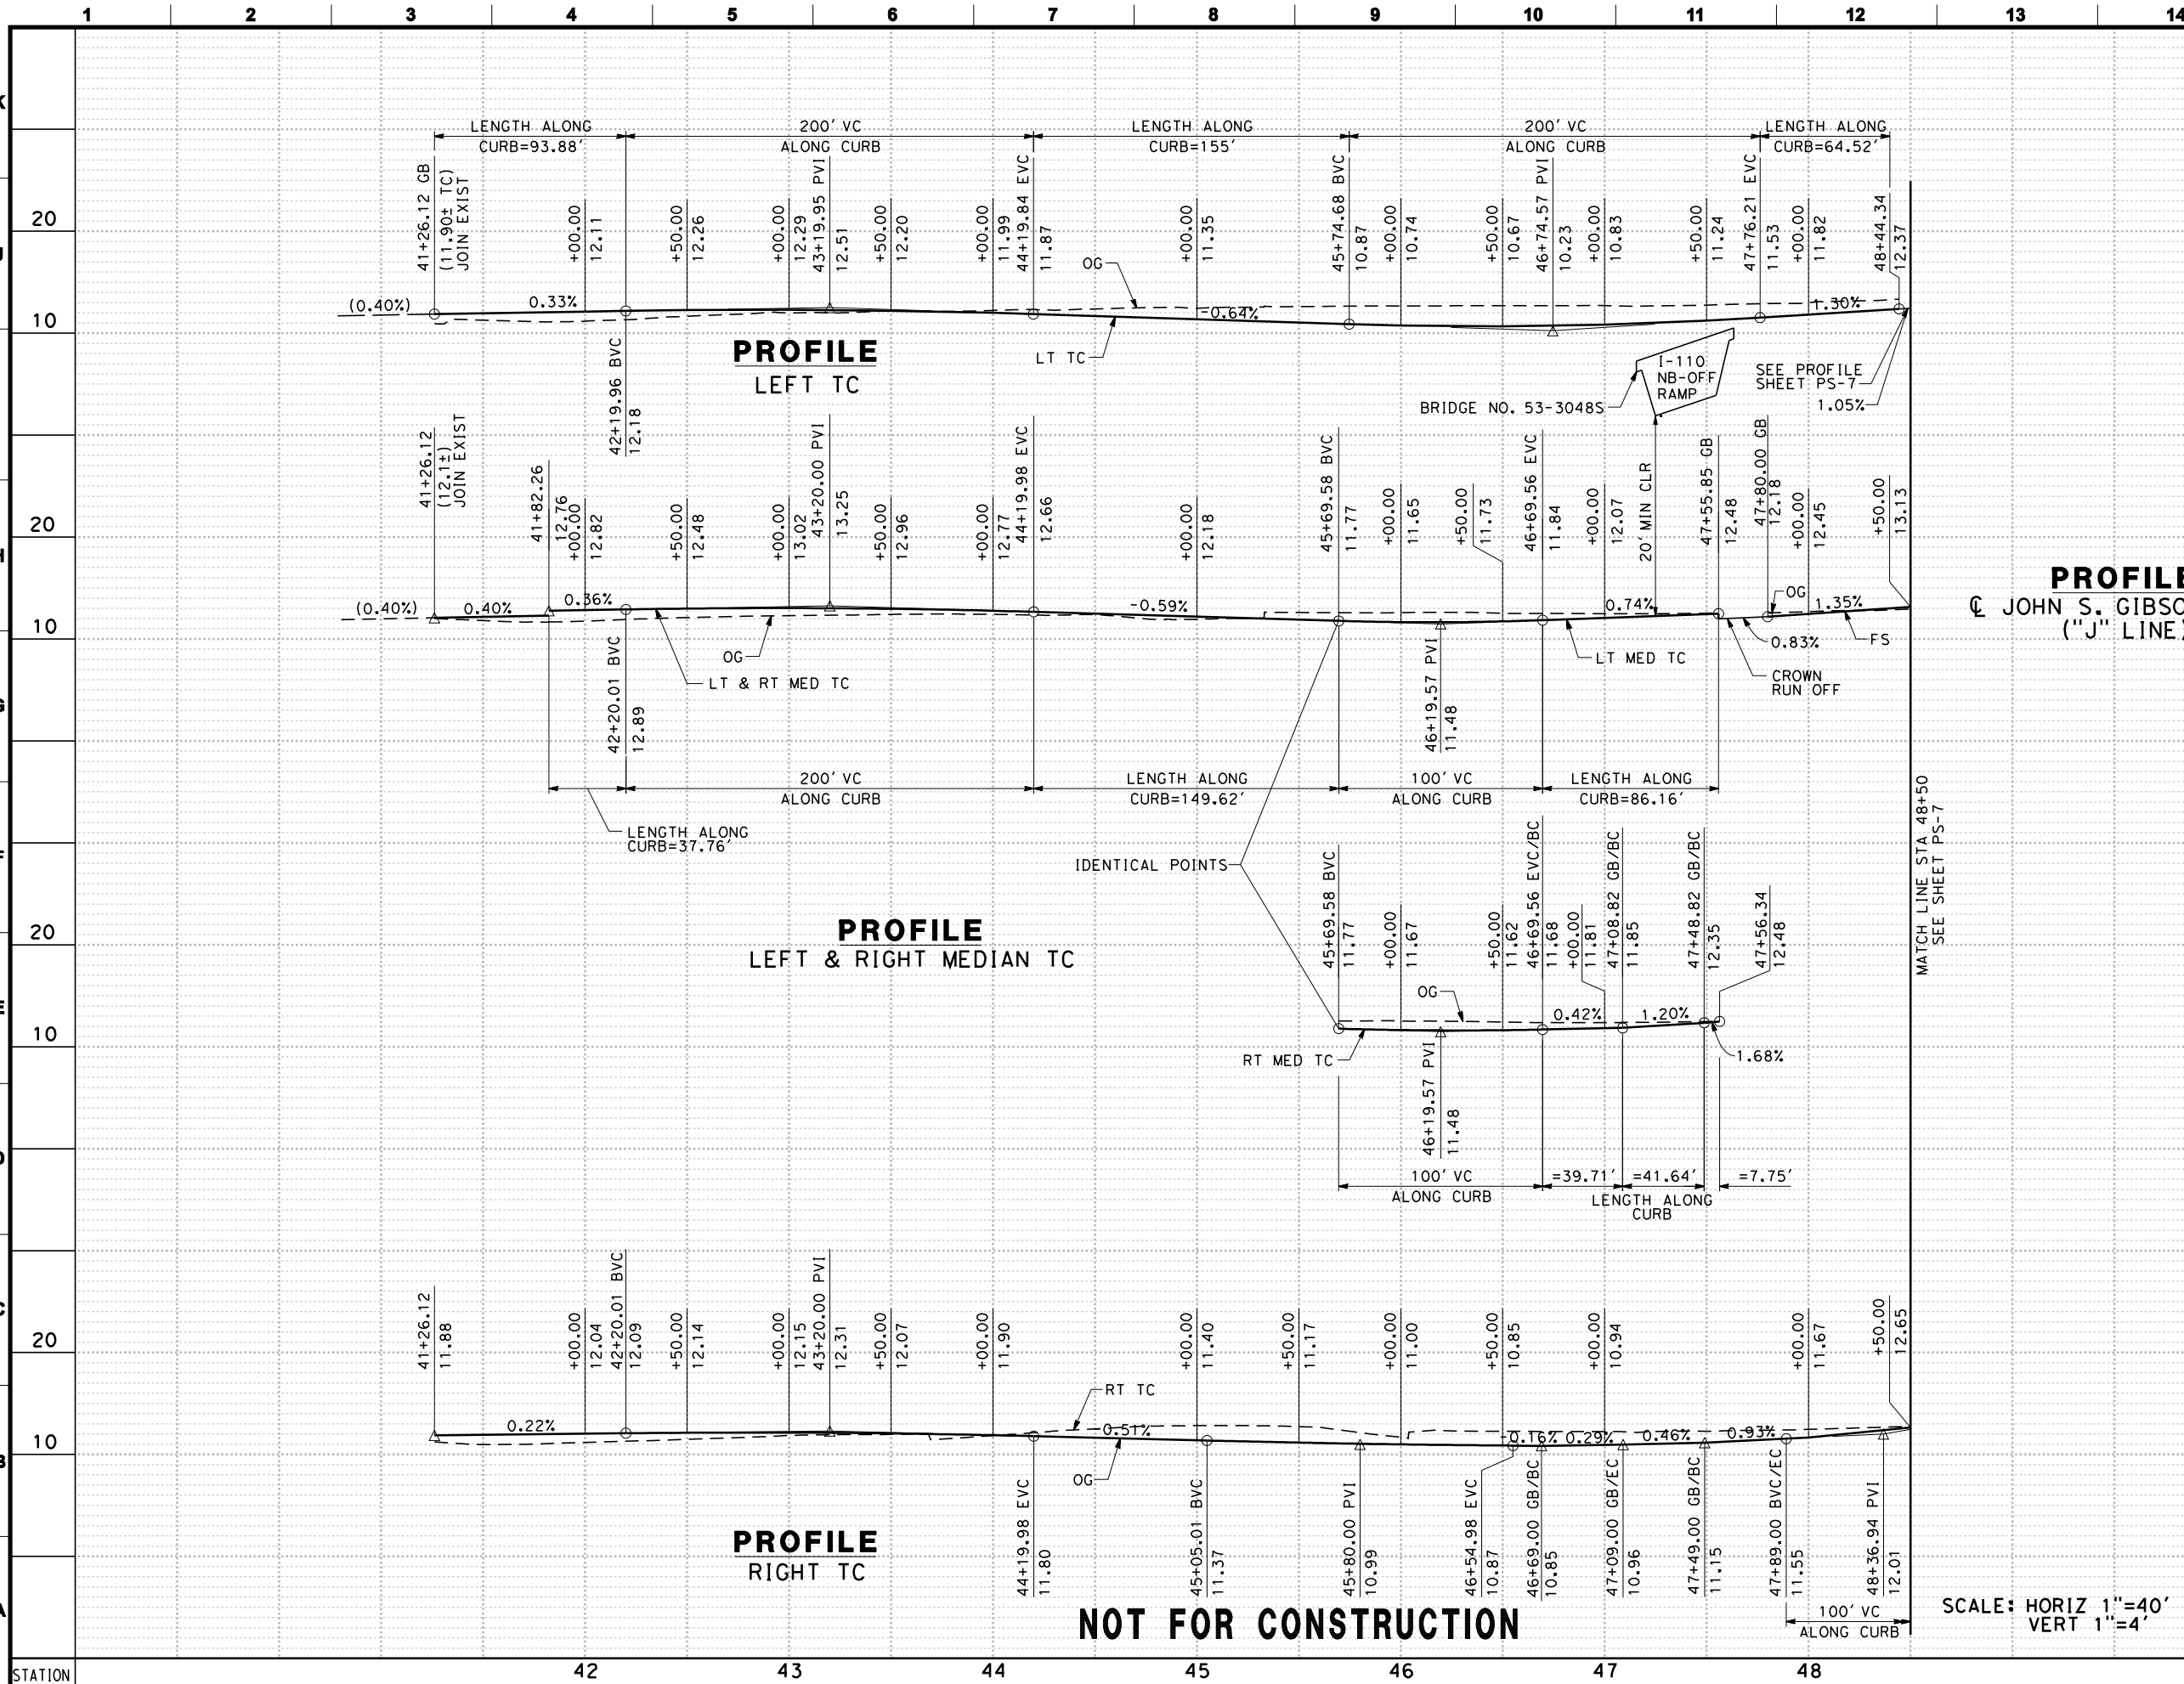 1 2 3 4 5 6 7 8 9 10 11 12 13 14
LENGTH ALONG
CURB=93.88'
200' VC
ALONG CURB
LENGTH ALONG
CURB=155'
200' VC
ALONG CURB
LENGTH ALONG
CURB=64.52'
41+26.12 GB
(11.90± TC)
JOIN EXIST
+00.00
12.11
+50.00
12.26
+00.00
12.29
43+19.95 PVI
12.51
+50.00
12.20
+00.00
11.99
44+19.84 EVC
11.87
+00.00
11.35
45+74.68 BVC
10.87
+00.00
10.74
+50.00
10.67
46+74.57 PVI
10.23
+00.00
10.83
+50.00
11.24
47+76.21 EVC
11.53
+00.00
11.82
48+44.34
12.37
20
10
OG
(0.40%)
0.33%
-0.64%
1.30%
LT TC
42+19.96 BVC
12.18
PROFILE
LEFT TC
I-110
NB-OFF
RAMP
BRIDGE NO. 53-3048S
SEE PROFILE
SHEET PS-7
1.05%
41+26.12
(12.1±)
JOIN EXIST
41+82.26
12.76
+00.00
12.82
+50.00
12.48
+00.00
13.02
43+20.00 PVI
13.25
+50.00
12.96
+00.00
12.77
44+19.98 EVC
12.66
+00.00
12.18
45+69.58 BVC
11.77
+00.00
11.65
+50.00
11.73
46+69.56 EVC
11.84
+00.00
12.07
20' MIN CLR
47+55.85 GB
12.48
47+80.00 GB
12.18
+00.00
12.45
+50.00
13.13
20
10
(0.40%)
0.40%
0.36%
-0.59%
0.74%
OG
1.35%
0.83%
FS
CROWN
RUN OFF
OG
LT & RT MED TC
LT MED TC
42+20.01 BVC
12.89
46+19.57 PVI
11.48
PROFILE
℄ JOHN S. GIBSO
("J" LINE)
200' VC
ALONG CURB
LENGTH ALONG
CURB=149.62'
100' VC
ALONG CURB
LENGTH ALONG
CURB=86.16'
LENGTH ALONG
CURB=37.76'
IDENTICAL POINTS
MATCH LINE STA 48+50
SEE SHEET PS-7
PROFILE
LEFT & RIGHT MEDIAN TC
45+69.58 BVC
11.77
+00.00
11.67
+50.00
11.62
46+69.56 EVC/BC
11.68
+00.00
11.81
47+08.82 GB/BC
11.85
47+48.82 GB/BC
12.35
47+56.34
12.48
20
10
OG
0.42%
1.20%
1.68%
RT MED TC
46+19.57 PVI
11.48
100' VC
ALONG CURB
=39.71'
=41.64'
=7.75'
LENGTH ALONG
CURB
41+26.12
11.88
+00.00
12.04
42+20.01 BVC
12.09
+50.00
12.14
+00.00
12.15
43+20.00 PVI
12.31
+50.00
12.07
+00.00
11.90
+00.00
11.40
+50.00
11.17
+00.00
11.00
+50.00
10.85
+00.00
10.94
+00.00
11.67
+50.00
12.65
20
10
RT TC
0.22%
-0.51%
-0.16%
0.29%
0.46%
0.93%
OG
44+19.98 EVC
11.80
45+05.01 BVC
11.37
45+80.00 PVI
10.99
46+54.98 EVC
10.87
46+69.00 GB/BC
10.85
47+09.00 GB/EC
10.96
47+49.00 GB/BC
11.15
47+89.00 BVC/EC
11.55
48+36.94 PVI
12.01
PROFILE
RIGHT TC
100' VC
ALONG CURB
NOT FOR CONSTRUCTION
SCALE: HORIZ 1"=40'
VERT 1"=4'
STATION 42 43 44 45 46 47 48